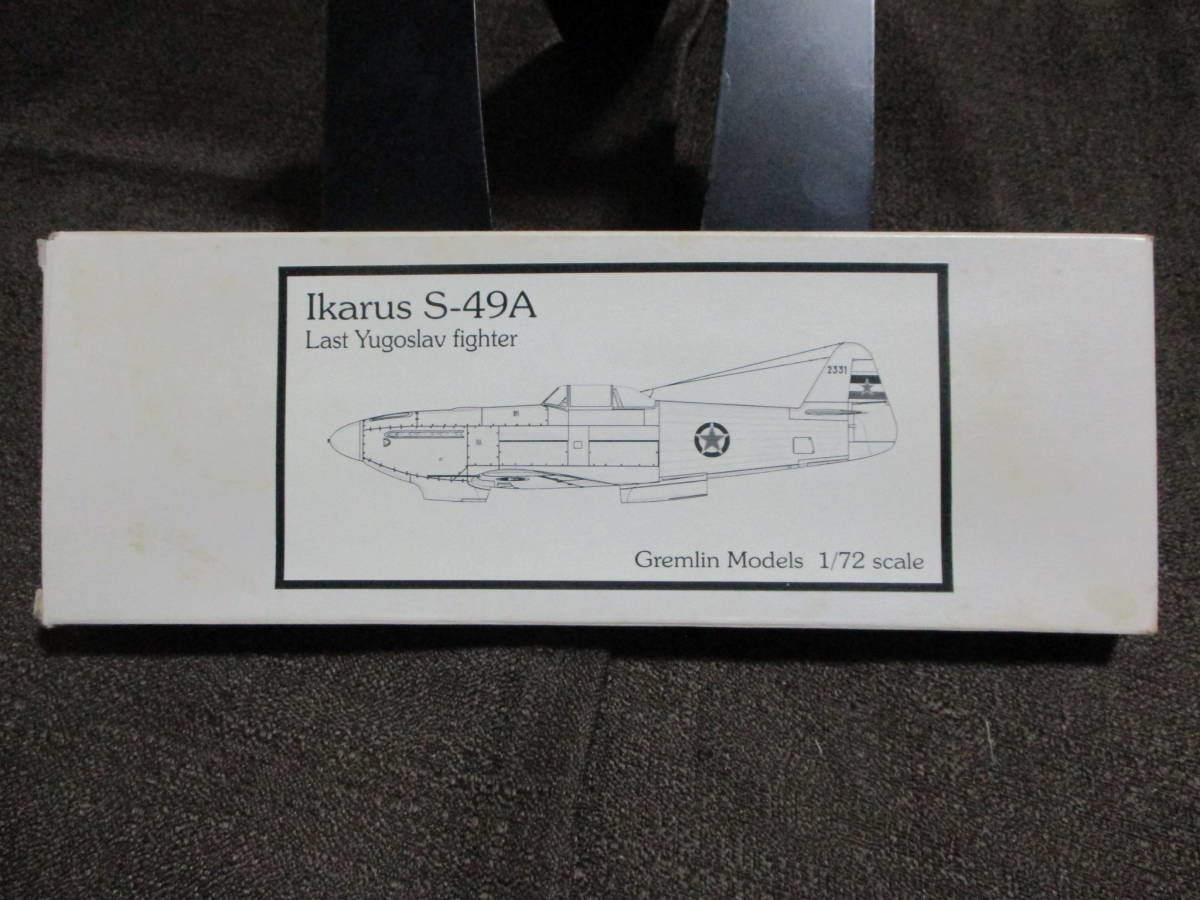 Ikarus S-49A
Last Yugoslav fighter
2331
Gremlin Models 1/72 scale